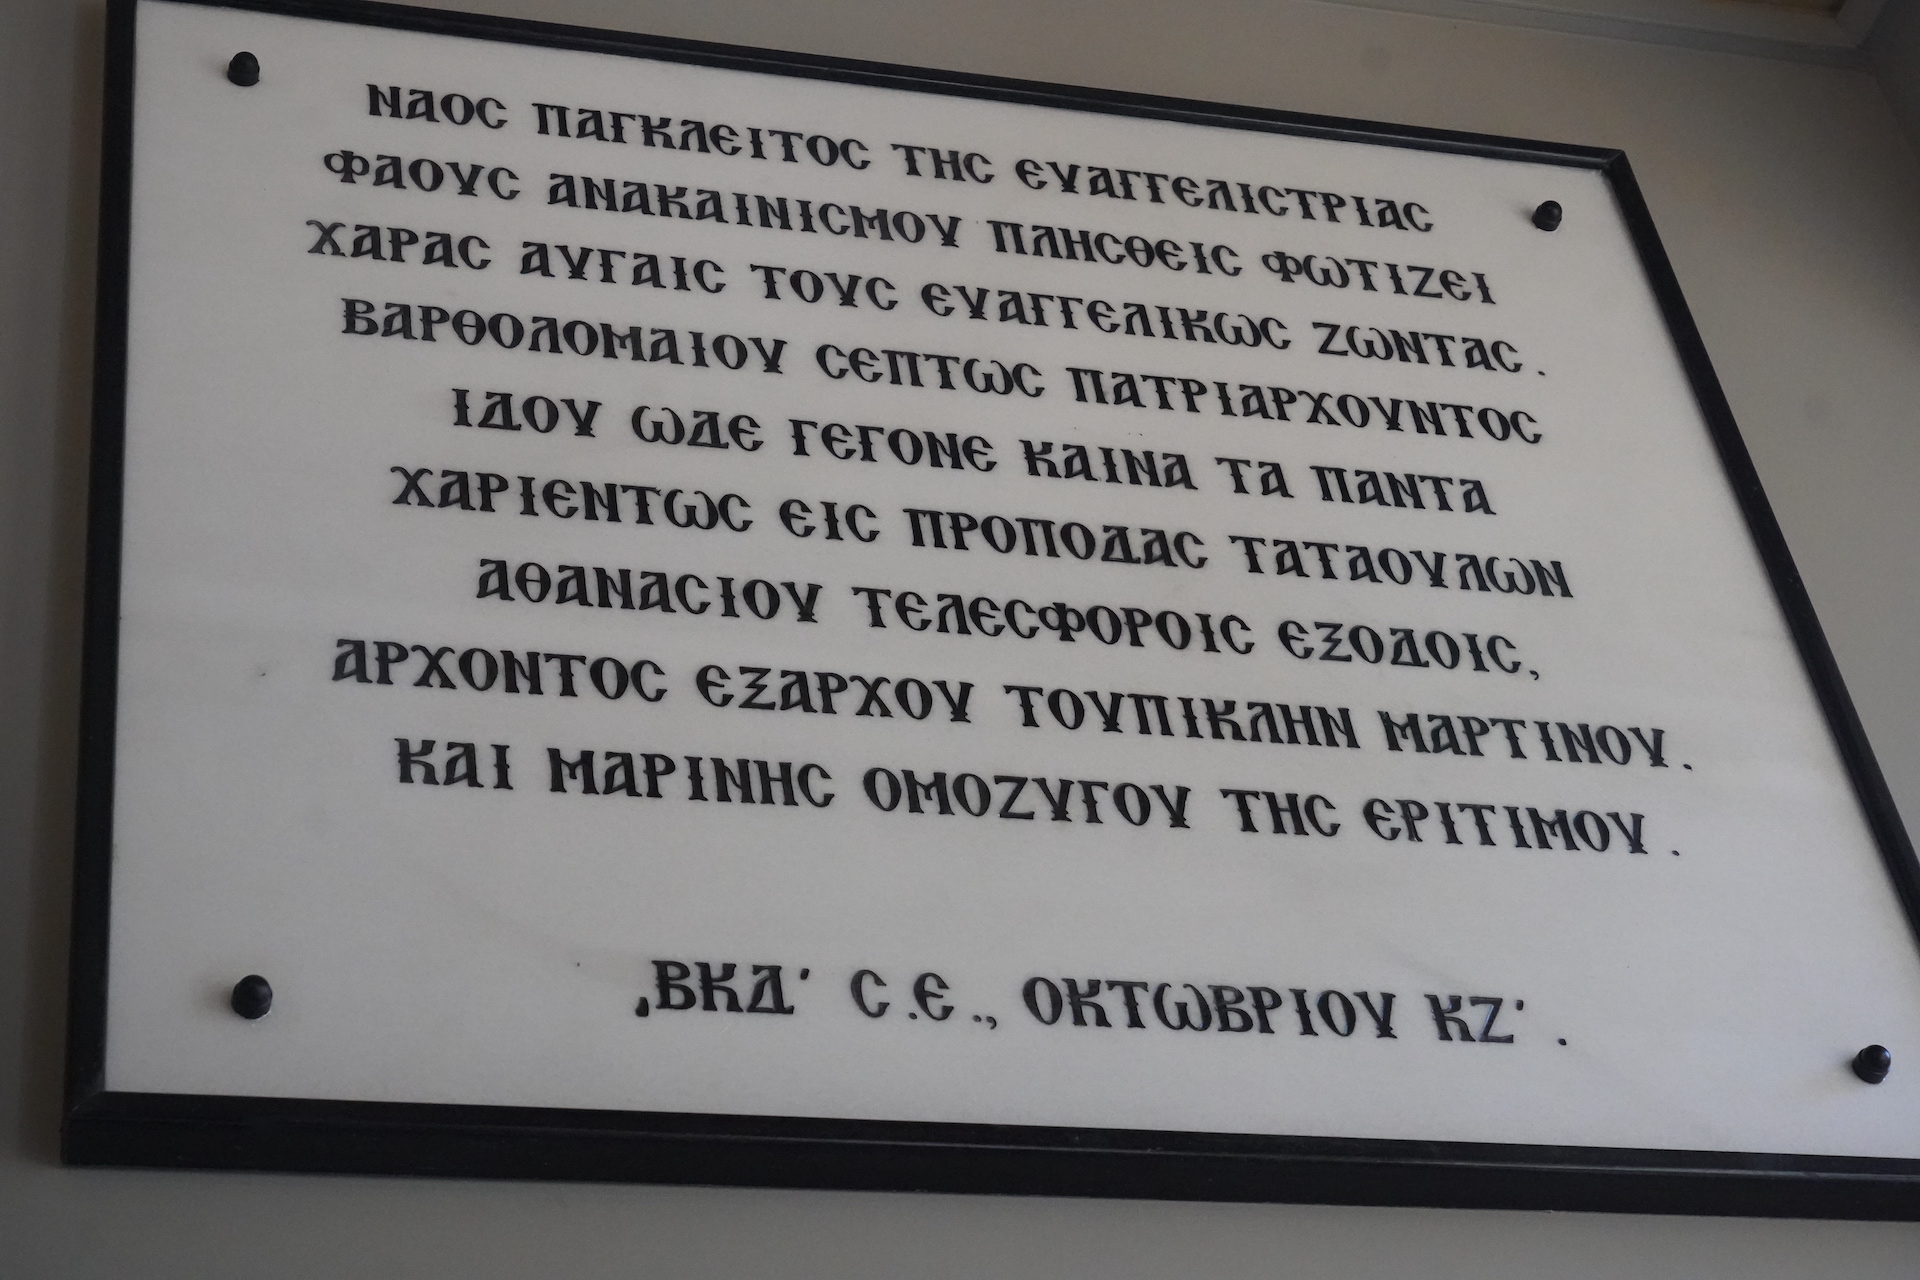 ΝΑΟΣ ΠΑΓΚΛΕΙΤΟΣ ΤΗΣ ΕΥΑΓΓΕΛΙΣΤΡΙΑΣ
ΦΑΟΥΣ ΑΝΑΚΑΙΝΙΣΜΟΥ ΠΛΗΣΘΕΙΣ ΦΩΤΙΖΕΙ
ΧΑΡΑΣ ΑΥΓΑΙΣ ΤΟΥΣ ΕΥΑΓΓΕΛΙΚΩΣ ΖΩΝΤΑΣ.
ΒΑΡΘΟΛΟΜΑΙΟΥ ΣΕΠΤΩΣ ΠΑΤΡΙΑΡΧΟΥΝΤΟΣ
ΙΔΟΥ ΩΔΕ ΓΕΓΟΝΕ ΚΑΙΝΑ ΤΑ ΠΑΝΤΑ
ΧΑΡΙΕΝΤΩΣ ΕΙΣ ΠΡΟΠΟΔΑΣ ΤΑΤΑΟΥΛΩΝ
ΑΘΑΝΑΣΙΟΥ ΤΕΛΕΣΦΟΡΟΙΣ ΕΞΟΔΟΙΣ,
ΑΡΧΟΝΤΟΣ ΕΞΑΡΧΟΥ ΤΟΥΠΙΚΛΗΝ ΜΑΡΤΙΝΟΥ.
ΚΑΙ ΜΑΡΙΝΗΣ ΟΜΟΖΥΓΟΥ ΤΗΣ ΕΡΙΤΙΜΟΥ.
͵ΒΚΔ' Σ.Ε., ΟΚΤΩΒΡΙΟΥ ΚΖ'.